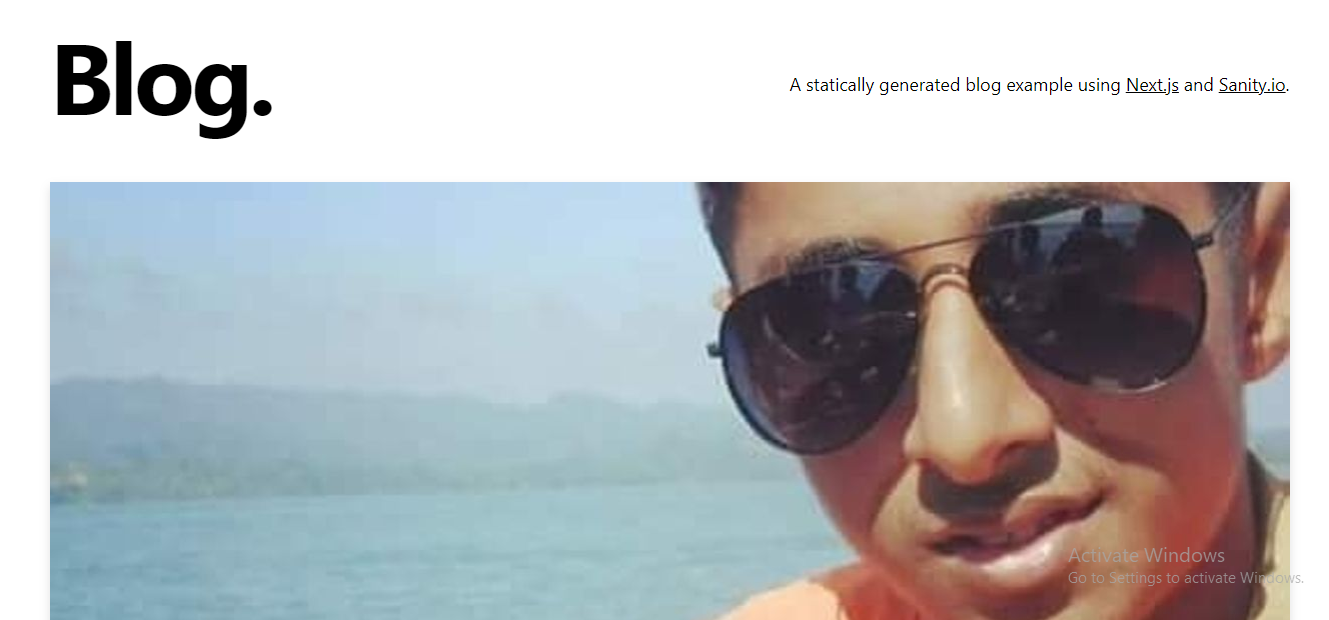 Blog.
A statically generated blog example using Next.js and Sanity.io.
Activate Windows
Go to Settings to activate Windows.